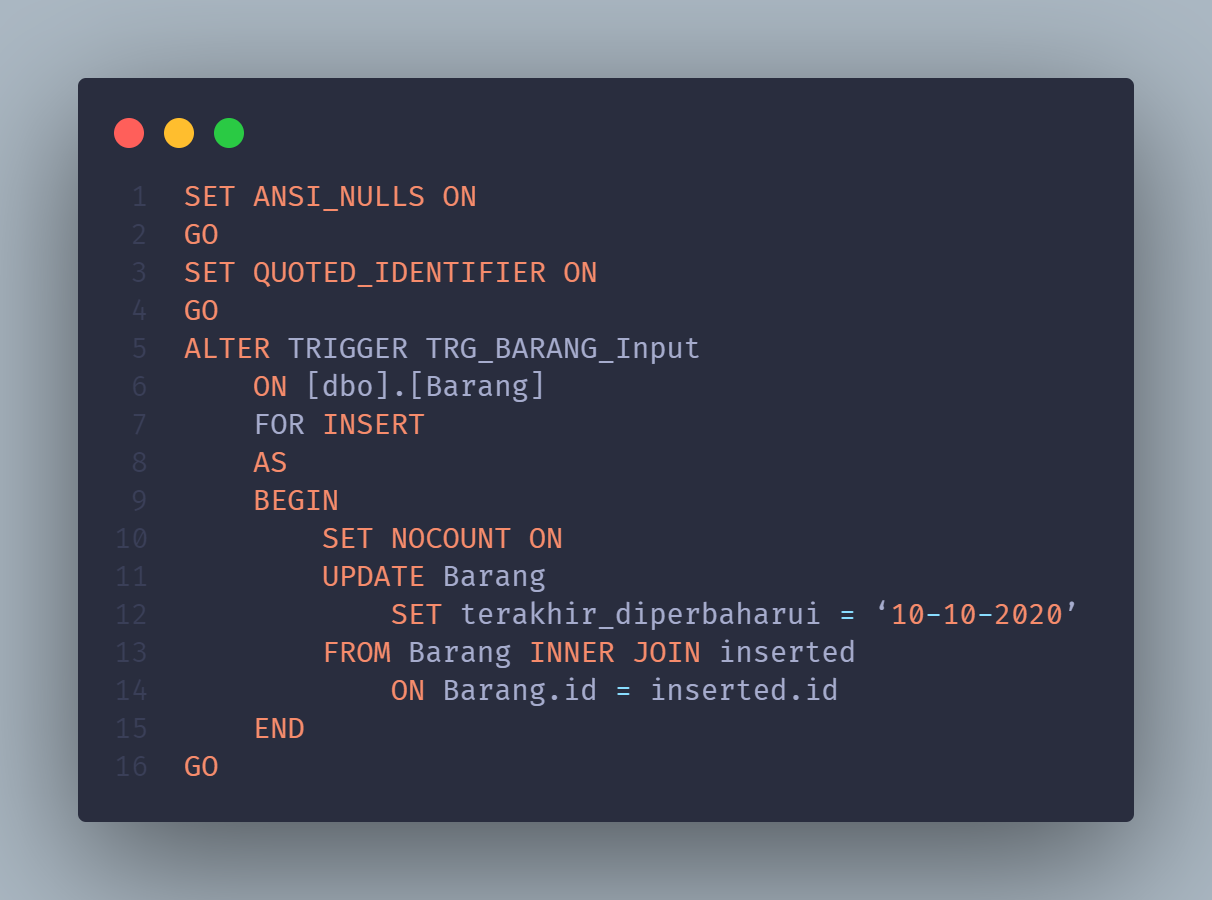 1 SET ANSI_NULLS ON
2 GO
3 SET QUOTED_IDENTIFIER ON
4 GO
5 ALTER TRIGGER TRG_BARANG_Input
6     ON [dbo].[Barang]
7     FOR INSERT
8     AS
9     BEGIN
10         SET NOCOUNT ON
11         UPDATE Barang
12             SET terakhir_diperbaharui = ‘10-10-2020’
13         FROM Barang INNER JOIN inserted
14             ON Barang.id = inserted.id
15     END
16 GO